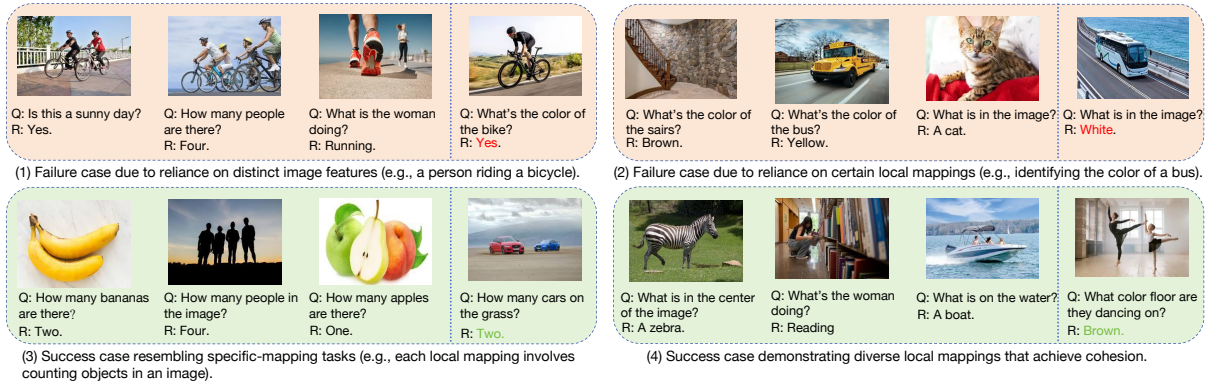 Q: Is this a sunny day?
R: Yes.
Q: How many people
are there?
R: Four.
Q: What is the woman
doing?
R: Running.
Q: What's the color of
the bike?
R: Yes.
(1) Failure case due to reliance on distinct image features (e.g., a person riding a bicycle).
Q: What's the color of
the sairs?
R: Brown.
Q: What's the color of
the bus?
R: Yellow.
Q: What is in the image?
R: A cat.
Q: What is in the image?
R: White.
(2) Failure case due to reliance on certain local mappings (e.g., identifying the color of a bus).
Q: How many bananas
are there?
R: Two.
Q: How many people in
the image?
R: Four.
Q: How many apples
are there?
R: One.
Q: How many cars on
the grass?
R: Two.
(3) Success case resembling specific-mapping tasks (e.g., each local mapping involves
counting objects in an image).
Q: What is in the center
of the image?
R: A zebra.
Q: What's the woman
doing?
R: Reading
Q: What is on the water?
R: A boat.
Q: What color floor are
they dancing on?
R: Brown.
(4) Success case demonstrating diverse local mappings that achieve cohesion.